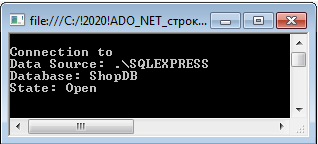 file:///C:/!2020!ADO_NET_строк...
Connection to
Data Source: .\SQLEXPRESS
Database: ShopDB
State: Open